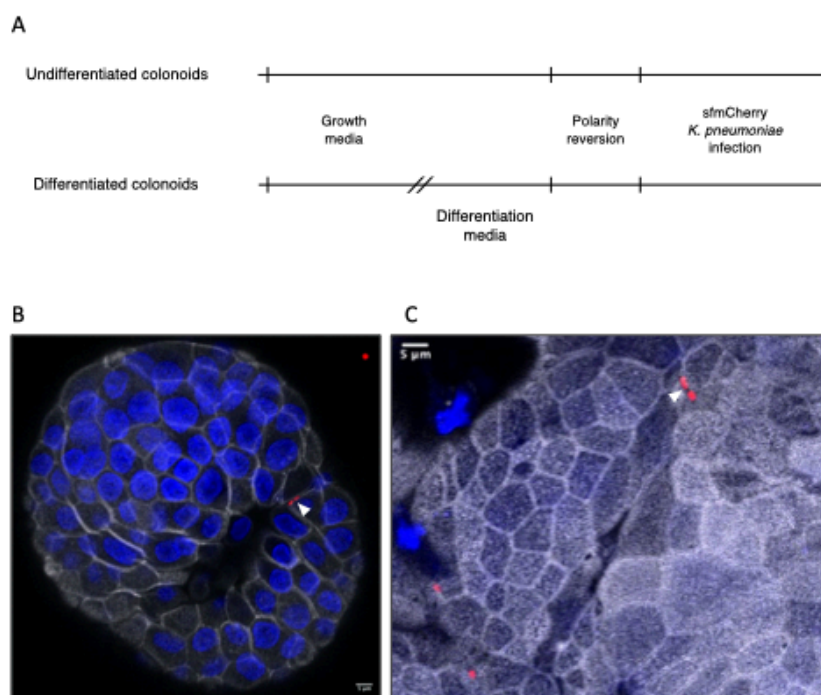 A
Undifferentiated colonoids
Growth
media
Polarity
reversion
sfmCherry
K. pneumoniae
infection
Differentiated colonoids
Differentiation
media
B
C
5 µm